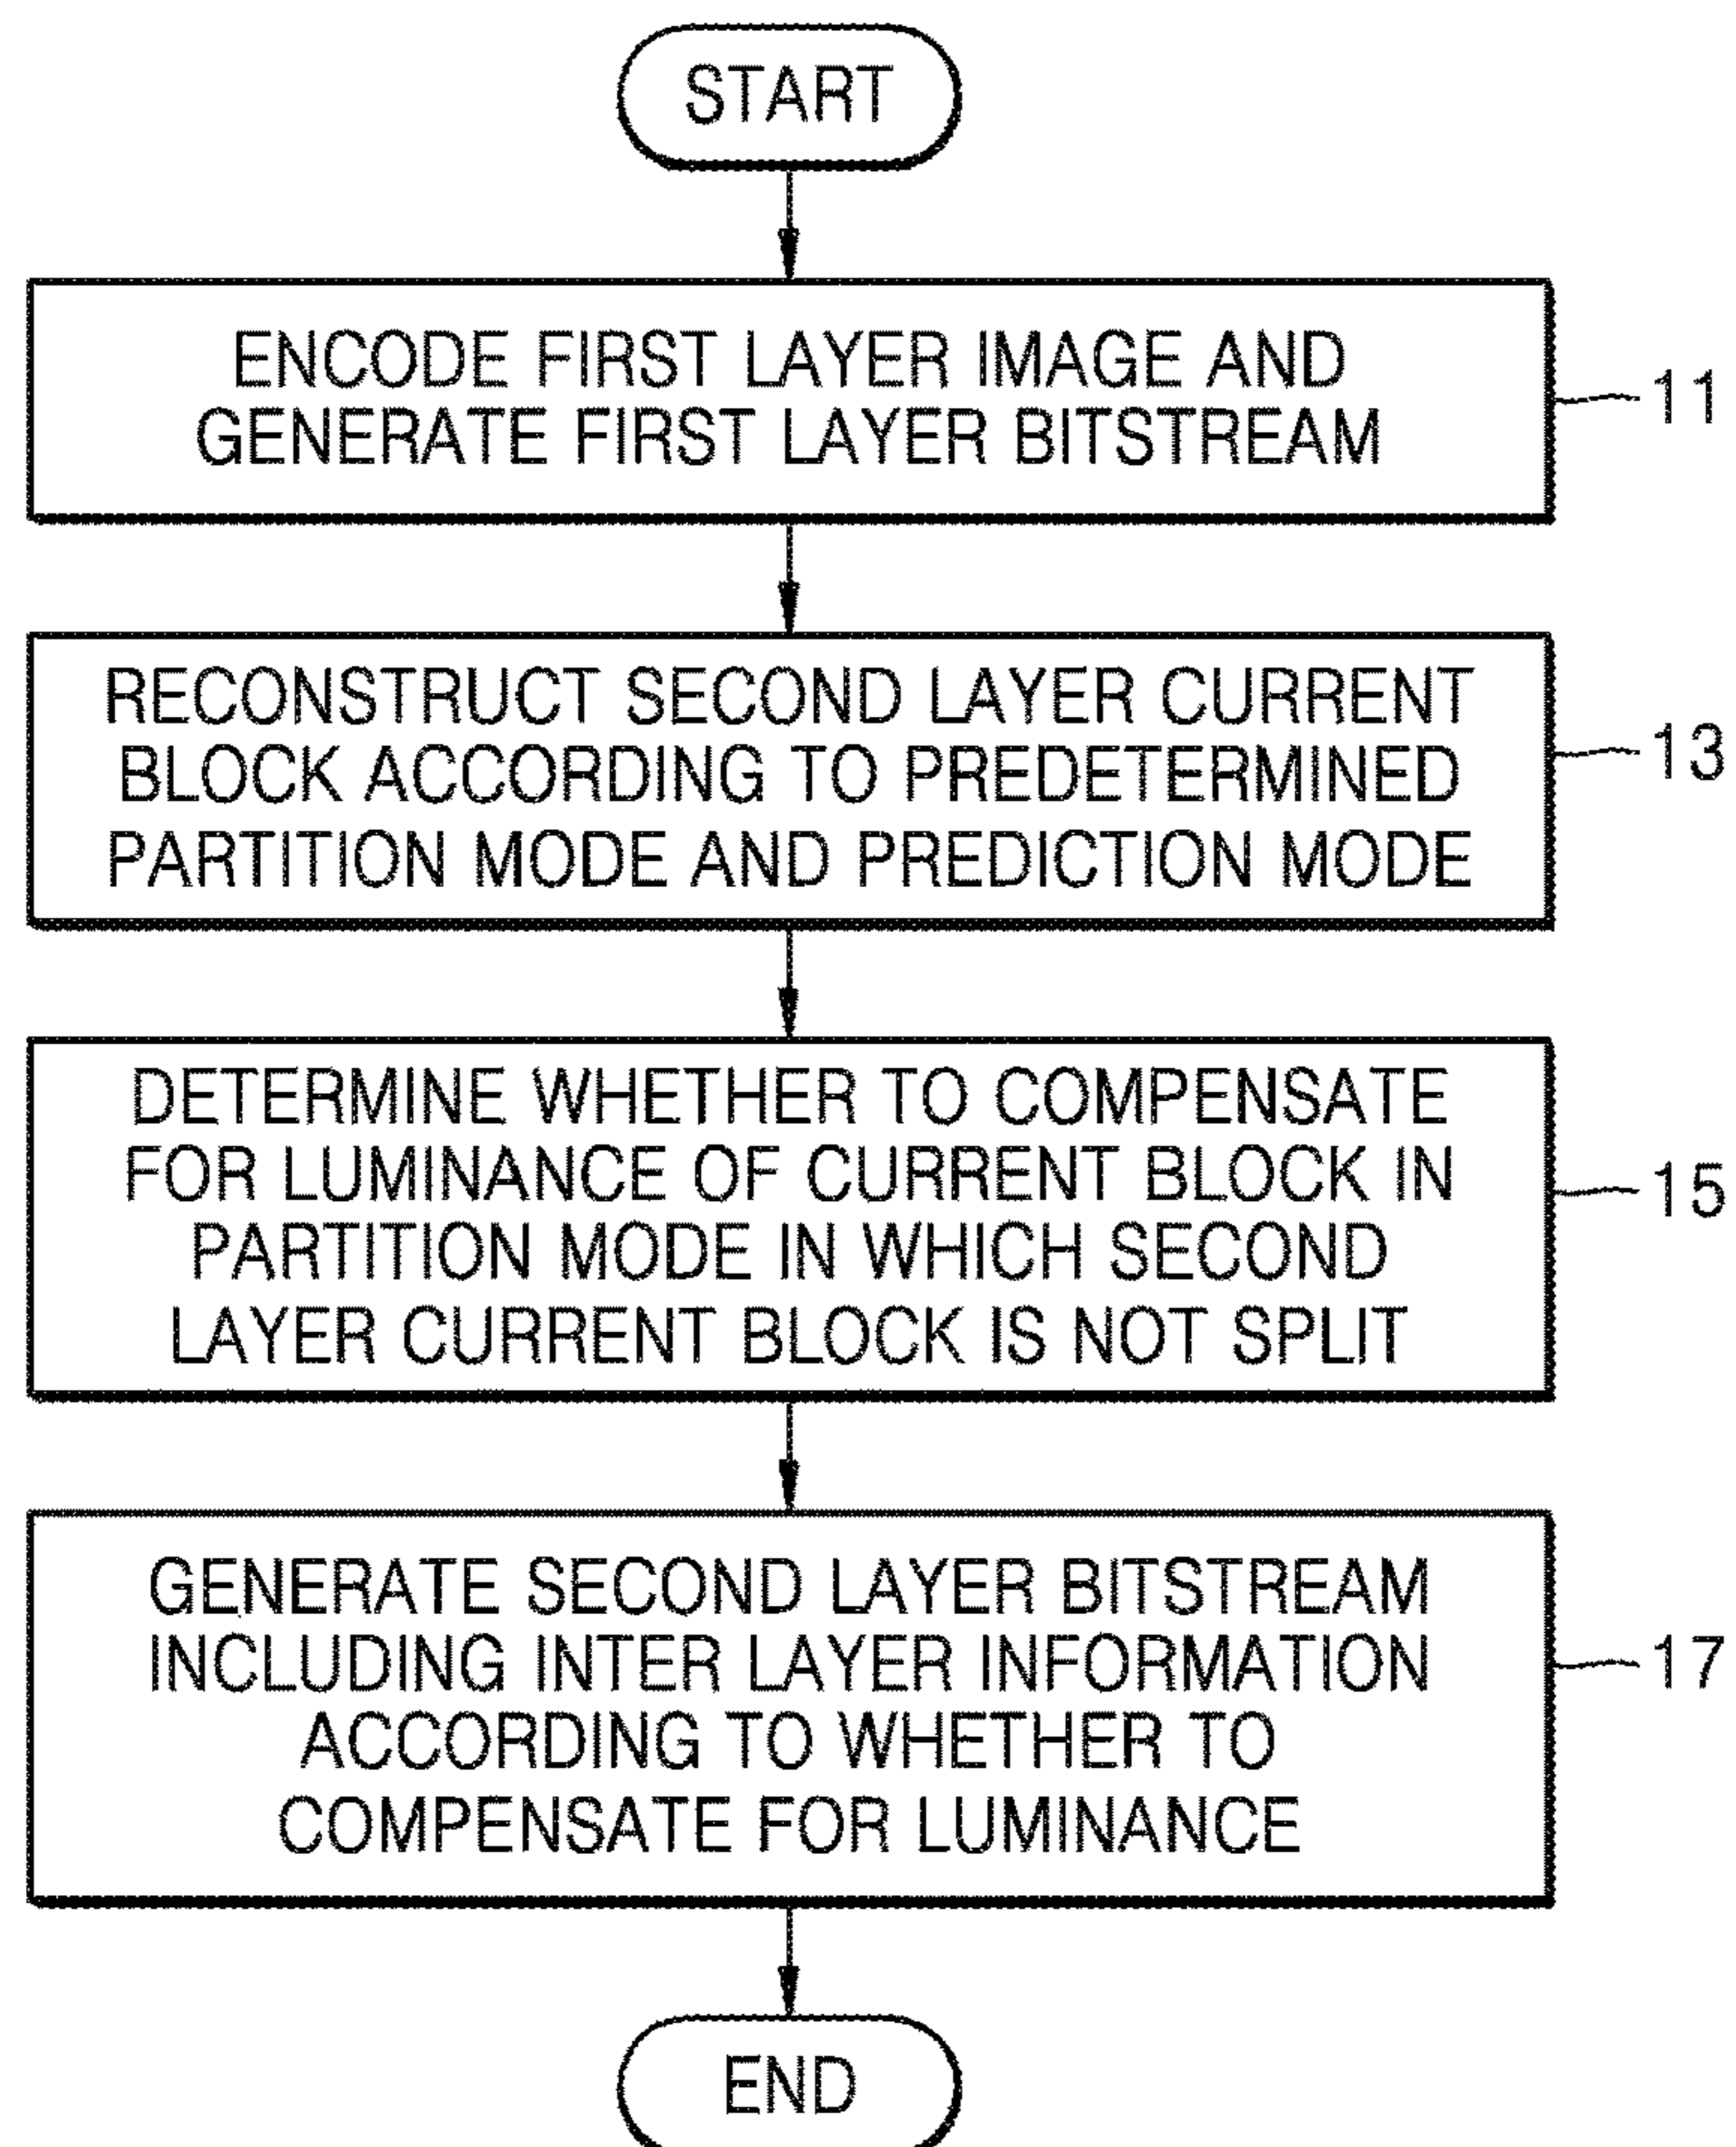 START
ENCODE FIRST LAYER IMAGE AND
GENERATE FIRST LAYER BITSTREAM
11
RECONSTRUCT SECOND LAYER CURRENT
BLOCK ACCORDING TO PREDETERMINED
PARTITION MODE AND PREDICTION MODE
13
DETERMINE WHETHER TO COMPENSATE
FOR LUMINANCE OF CURRENT BLOCK IN
PARTITION MODE IN WHICH SECOND
LAYER CURRENT BLOCK IS NOT SPLIT
15
GENERATE SECOND LAYER BITSTREAM
INCLUDING INTER LAYER INFORMATION
ACCORDING TO WHETHER TO
COMPENSATE FOR LUMINANCE
17
END